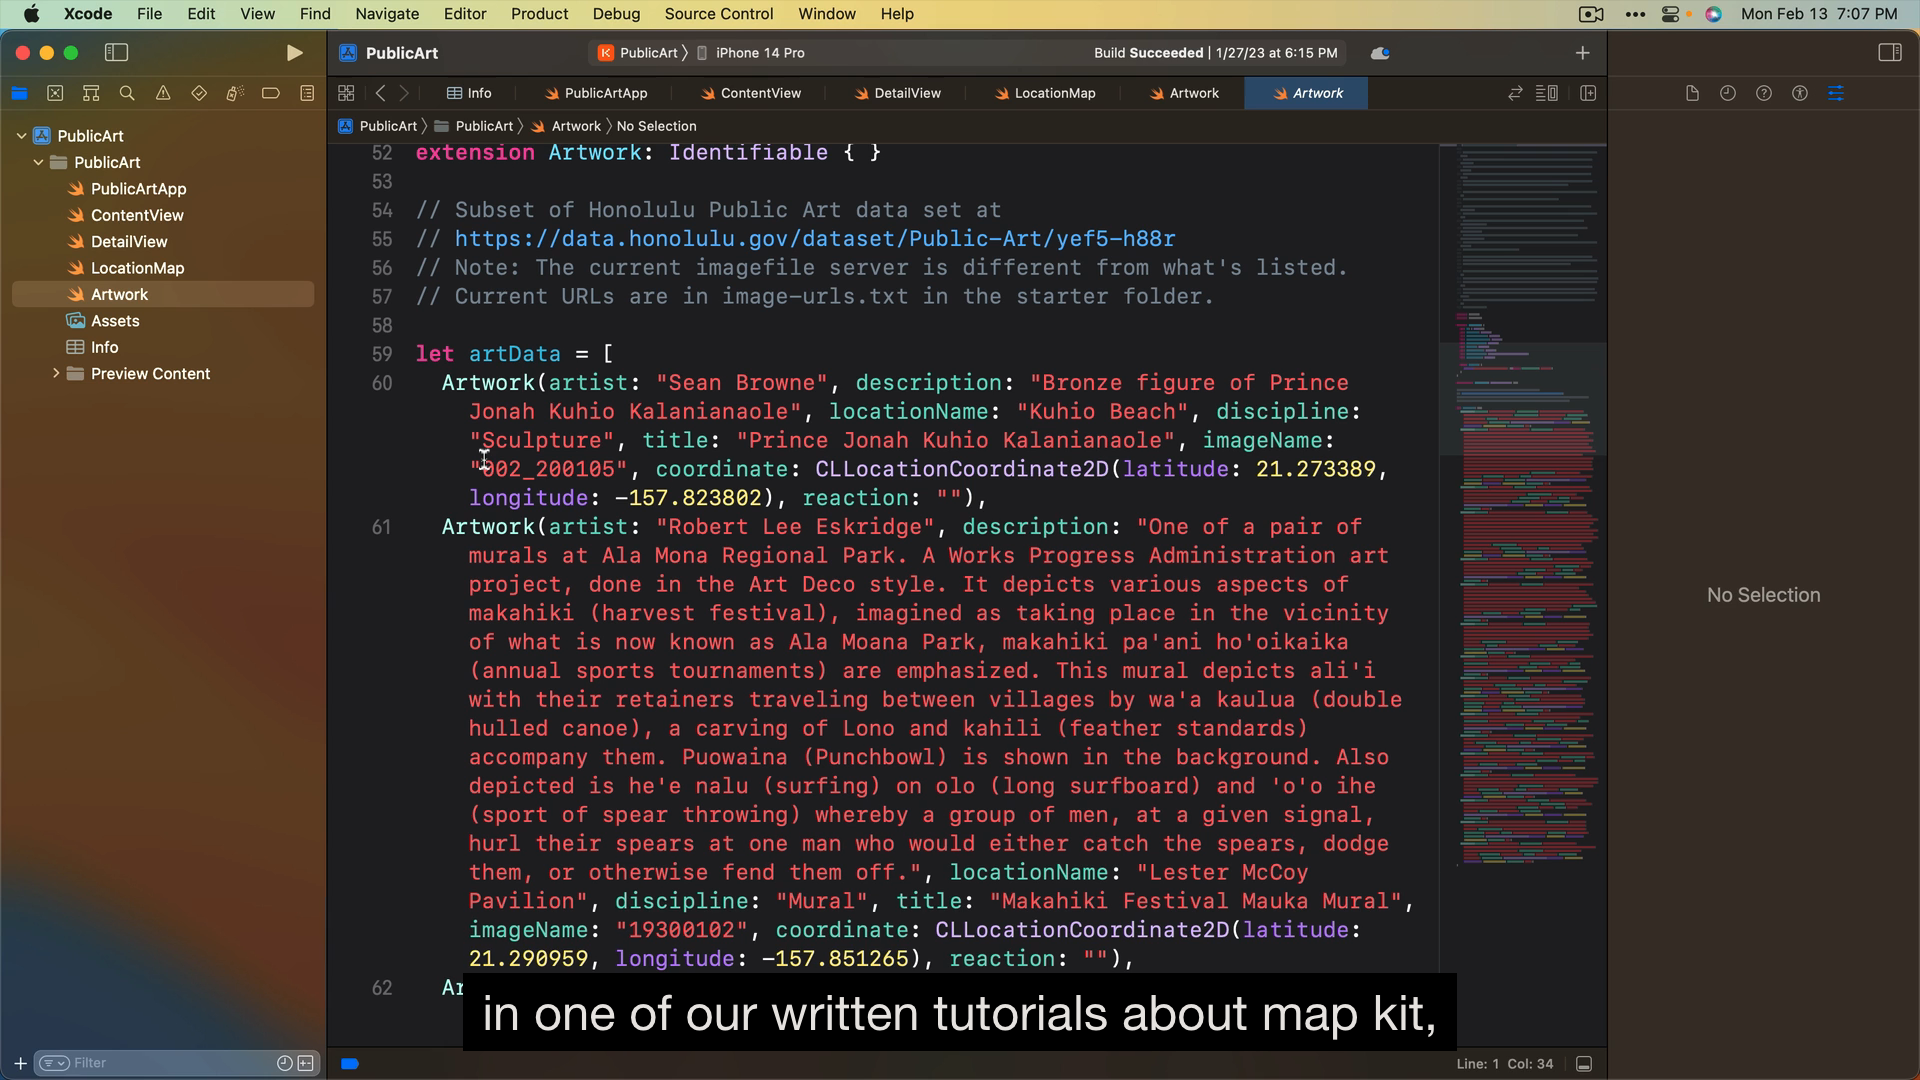 Xcode File Edit View Find Navigate Editor Product Debug Source Control Window Help Mon Feb 13 7:07 PM
PublicArt PublicArt iPhone 14 Pro Build Succeeded | 1/27/23 at 6:15 PM
Info PublicArtApp ContentView DetailView LocationMap Artwork Artwork
PublicArt PublicArt Artwork No Selection
PublicArt
PublicArt
PublicArtApp
ContentView
DetailView
LocationMap
Artwork
Assets
Info
Preview Content
52 extension Artwork: Identifiable { }
53
54 // Subset of Honolulu Public Art data set at
55 // https://data.honolulu.gov/dataset/Public-Art/yef5-h88r
56 // Note: The current imagefile server is different from what's listed.
57 // Current URLs are in image-urls.txt in the starter folder.
58
59 let artData = [
60 Artwork(artist: "Sean Browne", description: "Bronze figure of Prince
Jonah Kuhio Kalanianaole", locationName: "Kuhio Beach", discipline:
"Sculpture", title: "Prince Jonah Kuhio Kalanianaole", imageName:
"002_200105", coordinate: CLLocationCoordinate2D(latitude: 21.273389,
longitude: -157.823802), reaction: ""),
61 Artwork(artist: "Robert Lee Eskridge", description: "One of a pair of
murals at Ala Mona Regional Park. A Works Progress Administration art
project, done in the Art Deco style. It depicts various aspects of
makahiki (harvest festival), imagined as taking place in the vicinity
of what is now known as Ala Moana Park, makahiki pa'ani ho'oikaika
(annual sports tournaments) are emphasized. This mural depicts ali'i
with their retainers traveling between villages by wa'a kaulua (double
hulled canoe), a carving of Lono and kahili (feather standards)
accompany them. Puowaina (Punchbowl) is shown in the background. Also
depicted is he'e nalu (surfing) on olo (long surfboard) and 'o'o ihe
(sport of spear throwing) whereby a group of men, at a given signal,
hurl their spears at one man who would either catch the spears, dodge
them, or otherwise fend them off.", locationName: "Lester McCoy
Pavilion", discipline: "Mural", title: "Makahiki Festival Mauka Mural",
imageName: "19300102", coordinate: CLLocationCoordinate2D(latitude:
21.290959, longitude: -157.851265), reaction: ""),
62 Ar
No Selection
in one of our written tutorials about map kit,
Filter
Line: 1 Col: 34